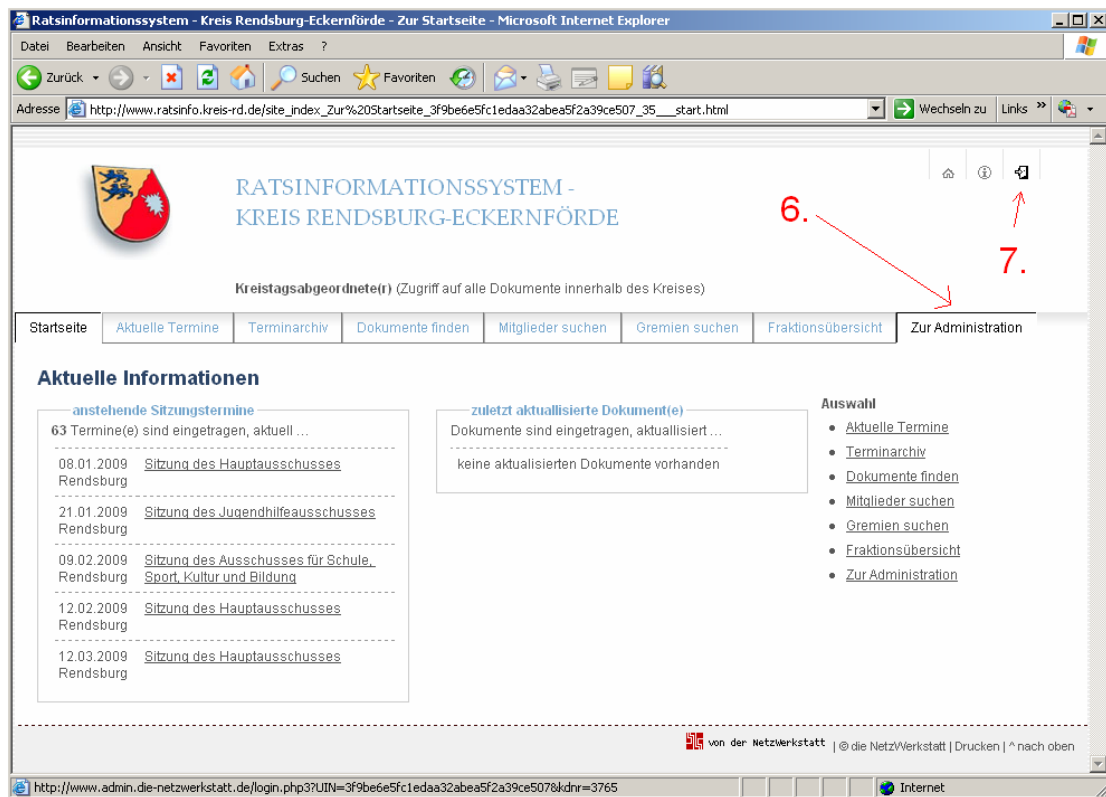 Ratsinformationssystem - Kreis Rendsburg-Eckernförde - Zur Startseite - Microsoft Internet Explorer
Datei Bearbeiten Ansicht Favoriten Extras ?
Zurück Suchen Favoriten
Adresse http://www.ratsinfo.kreis-rd.de/site_index_Zur%20Startseite_3f9be6e5fc1edaa32abea5f2a39ce507_35___start.html Wechseln zu Links »
RATSINFORMATIONSSYSTEM -
KREIS RENDSBURG-ECKERNFÖRDE
6.
7.
Kreistagsabgeordnete(r) (Zugriff auf alle Dokumente innerhalb des Kreises)
Startseite Aktuelle Termine Terminarchiv Dokumente finden Mitglieder suchen Gremien suchen Fraktionsübersicht Zur Administration
Aktuelle Informationen
anstehende Sitzungstermine
63 Termine(e) sind eingetragen, aktuell ...
08.01.2009 Sitzung des Hauptausschusses
Rendsburg
21.01.2009 Sitzung des Jugendhilfeausschusses
Rendsburg
09.02.2009 Sitzung des Ausschusses für Schule,
Rendsburg Sport, Kultur und Bildung
12.02.2009 Sitzung des Hauptausschusses
Rendsburg
12.03.2009 Sitzung des Hauptausschusses
Rendsburg
zuletzt aktuallisierte Dokument(e)
Dokumente sind eingetragen, aktuallisiert ...
keine aktualisierten Dokumente vorhanden
Auswahl
Aktuelle Termine
Terminarchiv
Dokumente finden
Mitglieder suchen
Gremien suchen
Fraktionsübersicht
Zur Administration
von der NetzWerkstatt | @ die NetzWerkstatt | Drucken | ^ nach oben
http://www.admin.die-netzwerkstatt.de/login.php3?UIN=3f9be6e5fc1edaa32abea5f2a39ce507&kdnr=3765 Internet